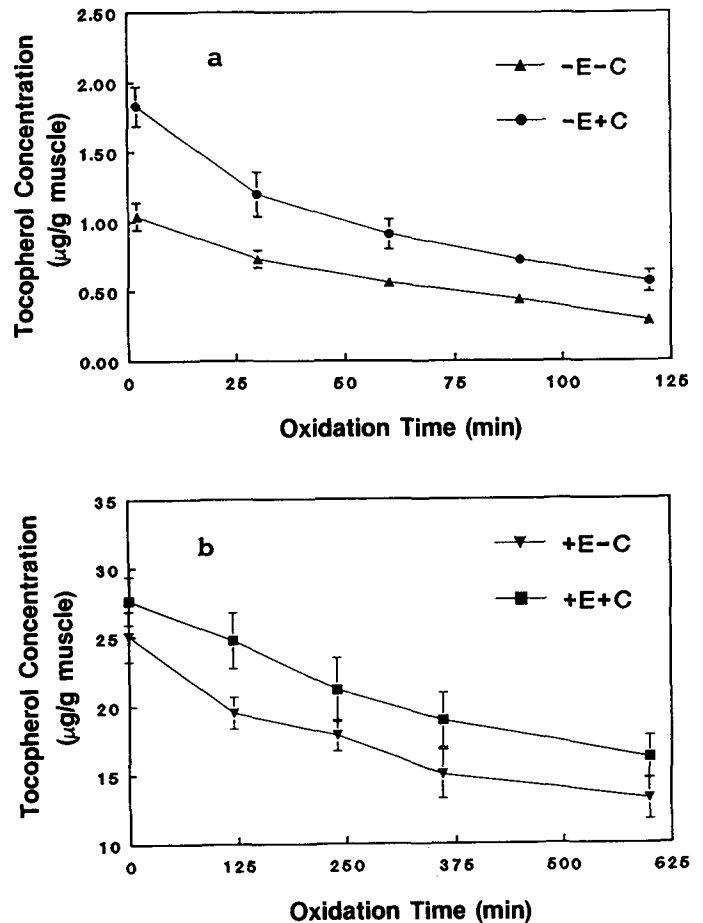 a
-E-C
-E+C
2.50
2.00
1.50
1.00
0.50
0.00
Tocopherol Concentration
(µg/g muscle)
0 25 50 75 100 125
Oxidation Time (min)
b
+E-C
+E+C
35
30
25
20
15
10
Tocopherol Concentration
(µg/g muscle)
0 125 250 375 500 625
Oxidation Time (min)